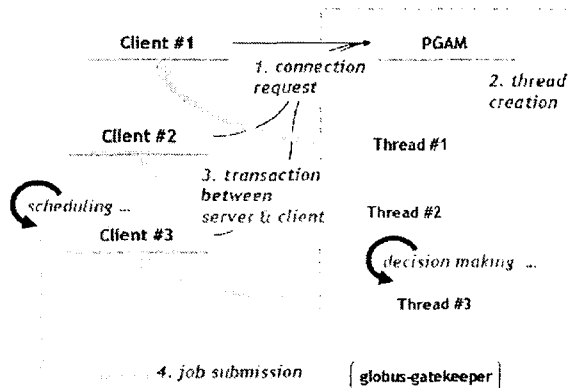 Client #1
PGAM
1. connection
request
2. thread
creation
Client #2
Thread #1
3. transaction
between
server & client
scheduling ...
Thread #2
Client #3
decision making ...
Thread #3
4. job submission
globus-gatekeeper